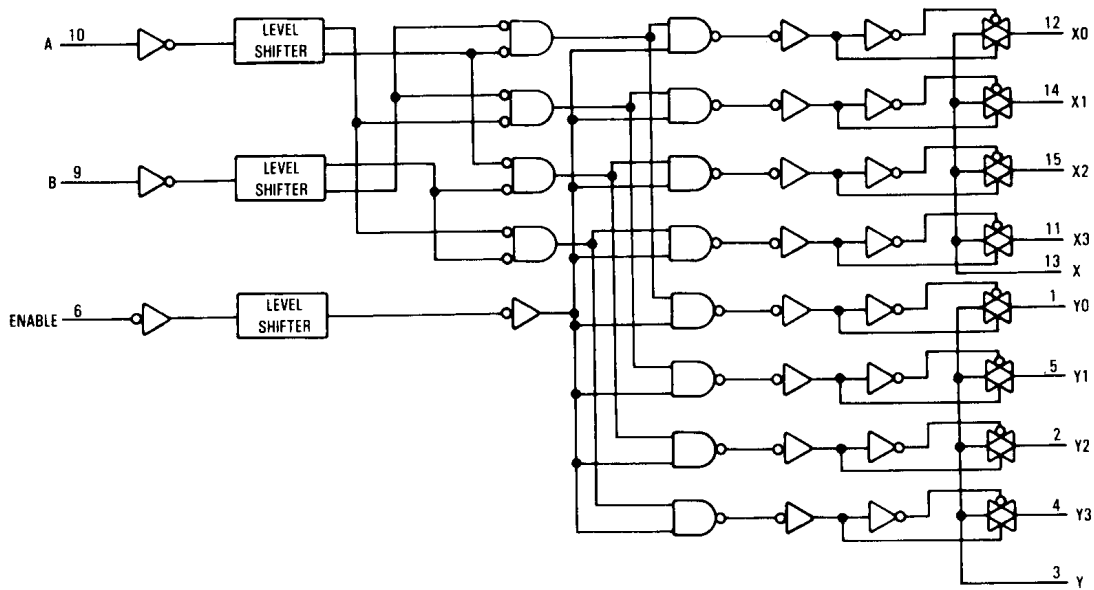 A 10
LEVEL
SHIFTER
B 9
LEVEL
SHIFTER
ENABLE 6
LEVEL
SHIFTER
12 X0
14 X1
15 X2
11 X3
13 X
1 Y0
5 Y1
2 Y2
4 Y3
3 Y